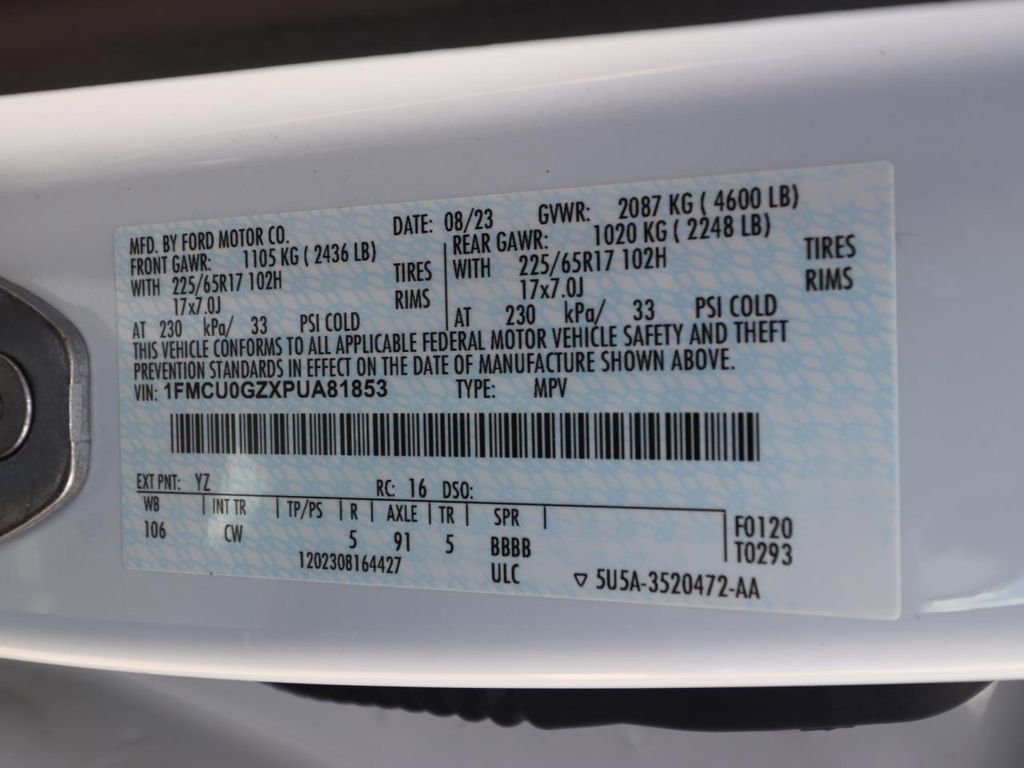 MFD. BY FORD MOTOR CO. DATE: 08/23 GVWR: 2087 KG ( 4600 LB)
FRONT GAWR: 1105 KG ( 2436 LB) REAR GAWR: 1020 KG ( 2248 LB)
WITH 225/65R17 102H TIRES WITH 225/65R17 102H TIRES
17x7.0J RIMS 17x7.0J RIMS
AT 230 kPa/ 33 PSI COLD AT 230 kPa/ 33 PSI COLD
THIS VEHICLE CONFORMS TO ALL APPLICABLE FEDERAL MOTOR VEHICLE SAFETY AND THEFT
PREVENTION STANDARDS IN EFFECT ON THE DATE OF MANUFACTURE SHOWN ABOVE.
VIN: 1FMCU0GZXPUA81853 TYPE: MPV
EXT PNT: YZ RC: 16 DSO:
WB | INT TR | TP/PS | R | AXLE | TR | SPR | F0120
106 CW 5 91 5 BBBB T0293
1202308164427 ULC ▽ 5U5A-3520472-AA